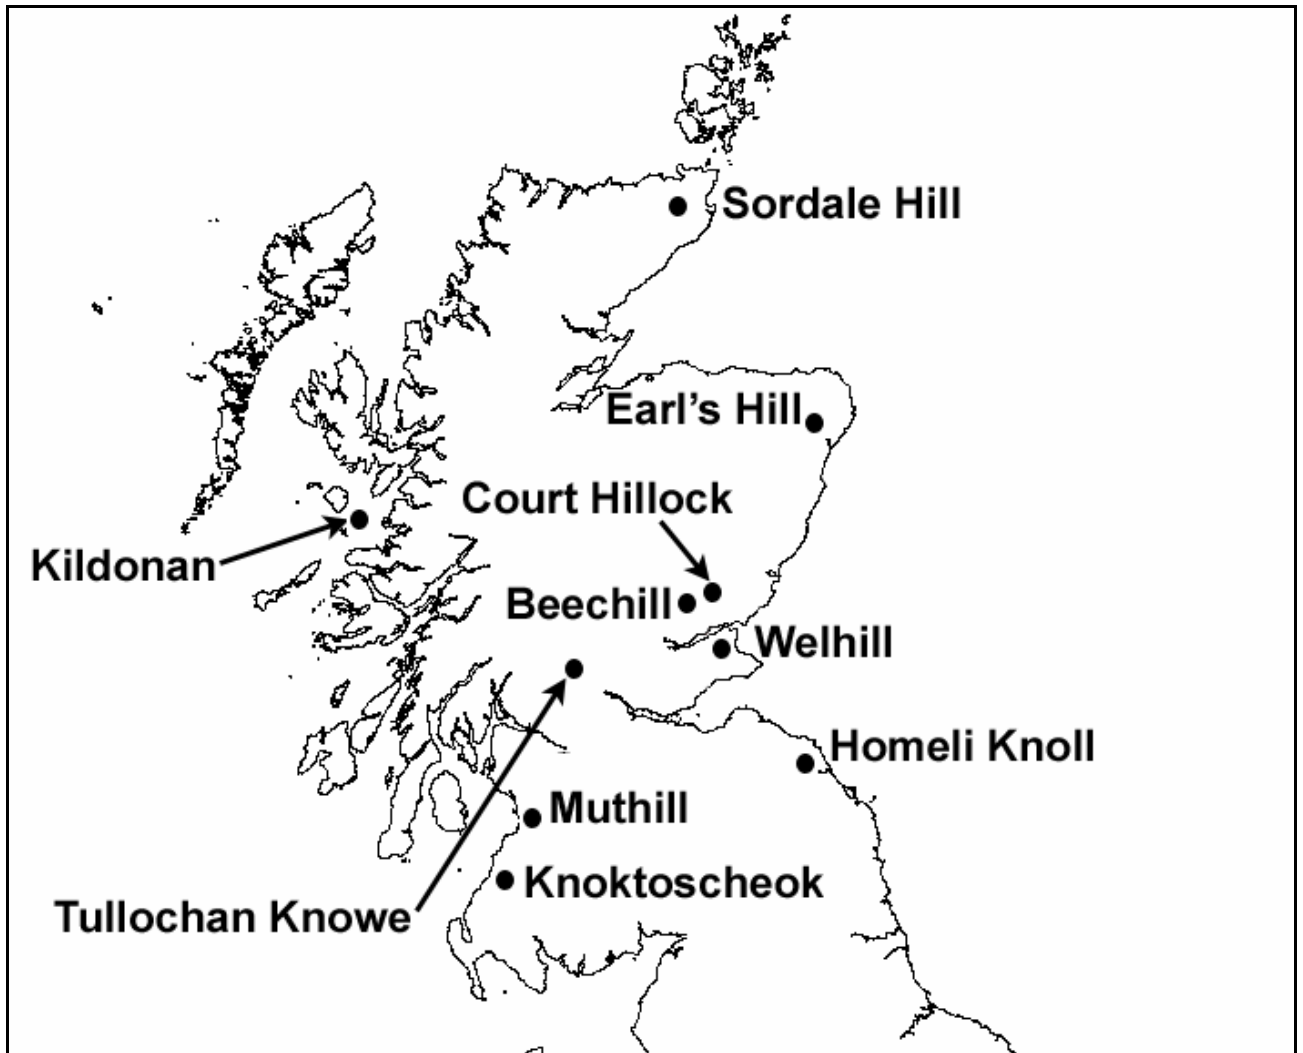 Sordale Hill
Earl's Hill
Court Hillock
Kildonan
Beechill
Welhill
Homeli Knoll
Muthill
Knoktoscheok
Tullochan Knowe